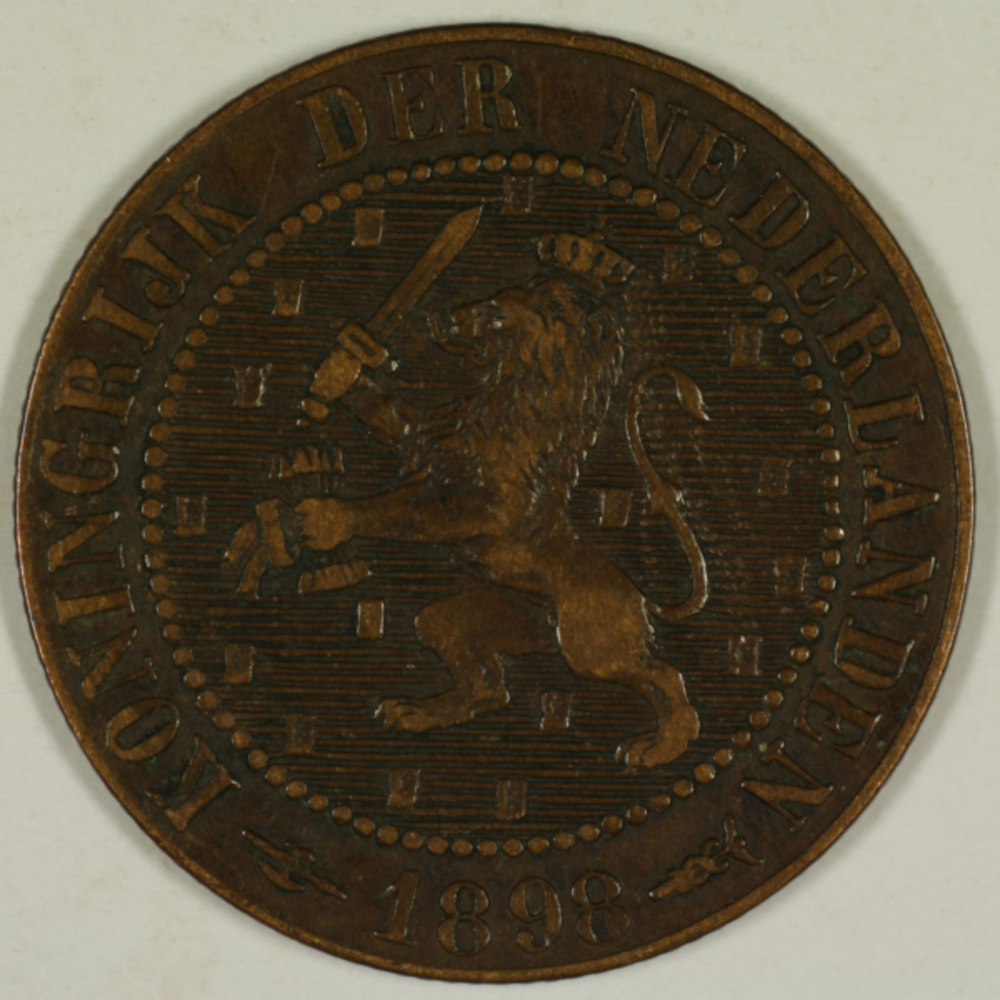 KONINGRIJK DER NEDERLANDEN
1898